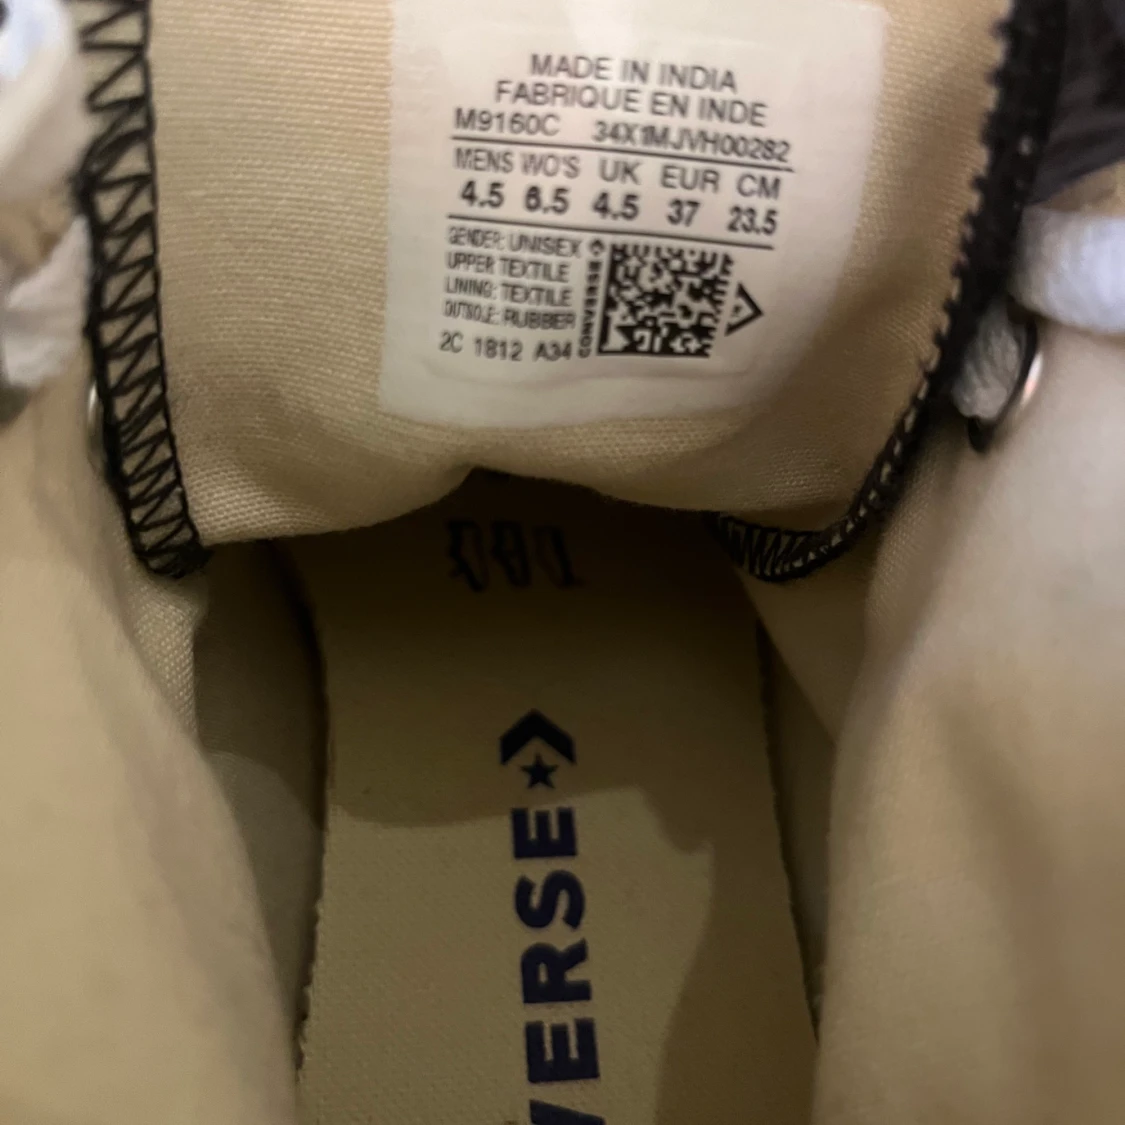 MADE IN INDIA
FABRIQUE EN INDE
M9160C 34X1MJVH00282
MENS WO'S UK EUR CM
4.5 6.5 4.5 37 23.5
GENDER: UNISEX
UPPER TEXTILE
LINING: TEXTILE
OUTSOLE: RUBBER
2C 1812 A34
CONVERSE
VERSE